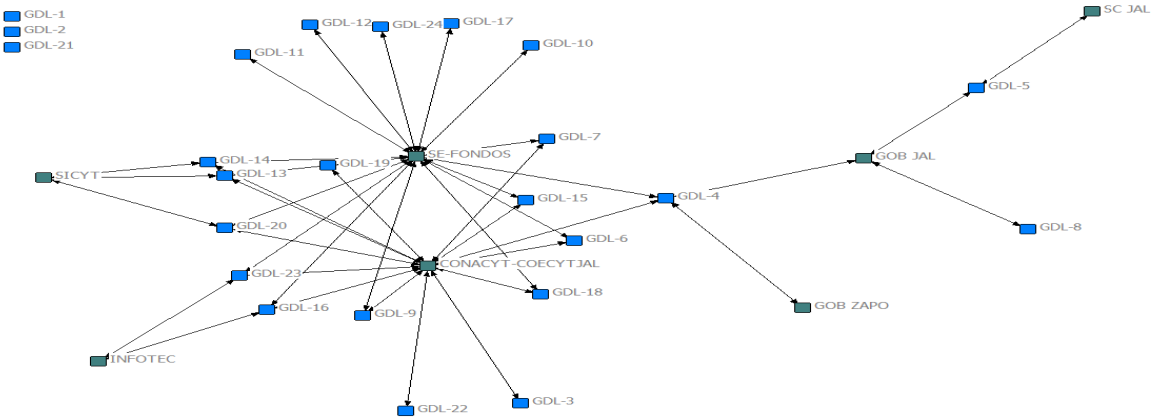 GDL-1
GDL-2
GDL-21
GDL-12
GDL-24
GDL-17
SC JAL
GDL-11
GDL-10
GDL-5
GDL-7
SE-FONDOS
GOB JAL
GDL-14
GDL-19
GDL-13
SICYT
GDL-4
GDL-15
GDL-20
GDL-8
GDL-6
CONACYT-COECYTJAL
GDL-23
GDL-18
GDL-16
GDL-9
GOB ZAPO
INFOTEC
GDL-22
GDL-3